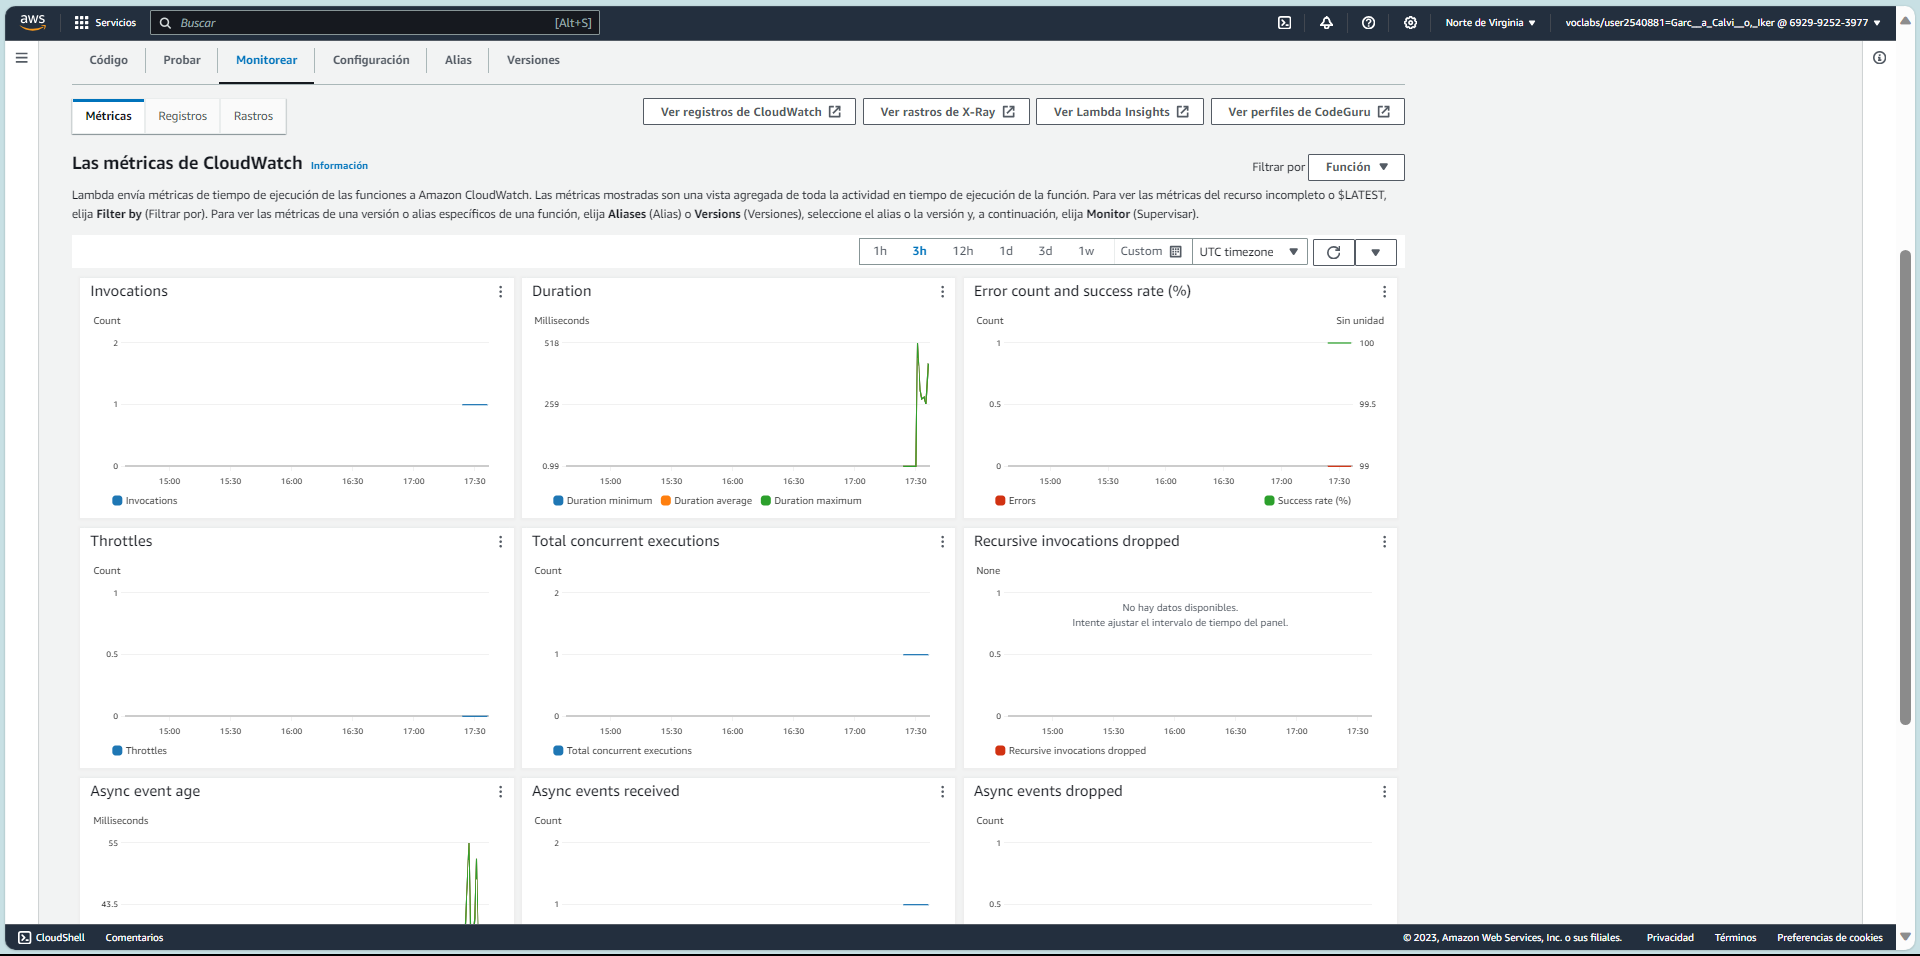 aws
Servicios
Buscar
[Alt+S]
Norte de Virginia
voclabs/user2540881=Garc__a_Calvi__o,_Iker @ 6929-9252-3977
Código
Probar
Monitorear
Configuración
Alias
Versiones
Métricas
Registros
Rastros
Ver registros de CloudWatch
Ver rastros de X-Ray
Ver Lambda Insights
Ver perfiles de CodeGuru
Las métricas de CloudWatch
Información
Filtrar por
Función
Lambda envía métricas de tiempo de ejecución de las funciones a Amazon CloudWatch. Las métricas mostradas son una vista agregada de toda la actividad en tiempo de ejecución de la función. Para ver las métricas del recurso incompleto o $LATEST,
elija Filter by (Filtrar por). Para ver las métricas de una versión o alias específicos de una función, elija Aliases (Alias) o Versions (Versiones), seleccione el alias o la versión y, a continuación, elija Monitor (Supervisar).
1h
3h
12h
1d
3d
1w
Custom
UTC timezone
Invocations
Count
2
1
0
15:00
15:30
16:00
16:30
17:00
17:30
Invocations
Duration
Milliseconds
518
259
0.99
15:00
15:30
16:00
16:30
17:00
17:30
Duration minimum
Duration average
Duration maximum
Error count and success rate (%)
Count
Sin unidad
1
100
0.5
99.5
0
99
15:00
15:30
16:00
16:30
17:00
17:30
Errors
Success rate (%)
Throttles
Count
1
0.5
0
15:00
15:30
16:00
16:30
17:00
17:30
Throttles
Total concurrent executions
Count
2
1
0
15:00
15:30
16:00
16:30
17:00
17:30
Total concurrent executions
Recursive invocations dropped
None
1
No hay datos disponibles.
Intente ajustar el intervalo de tiempo del panel.
0.5
0
15:00
15:30
16:00
16:30
17:00
17:30
Recursive invocations dropped
Async event age
Milliseconds
55
43.5
Async events received
Count
2
1
Async events dropped
Count
1
0.5
CloudShell
Comentarios
© 2023, Amazon Web Services, Inc. o sus filiales.
Privacidad
Términos
Preferencias de cookies